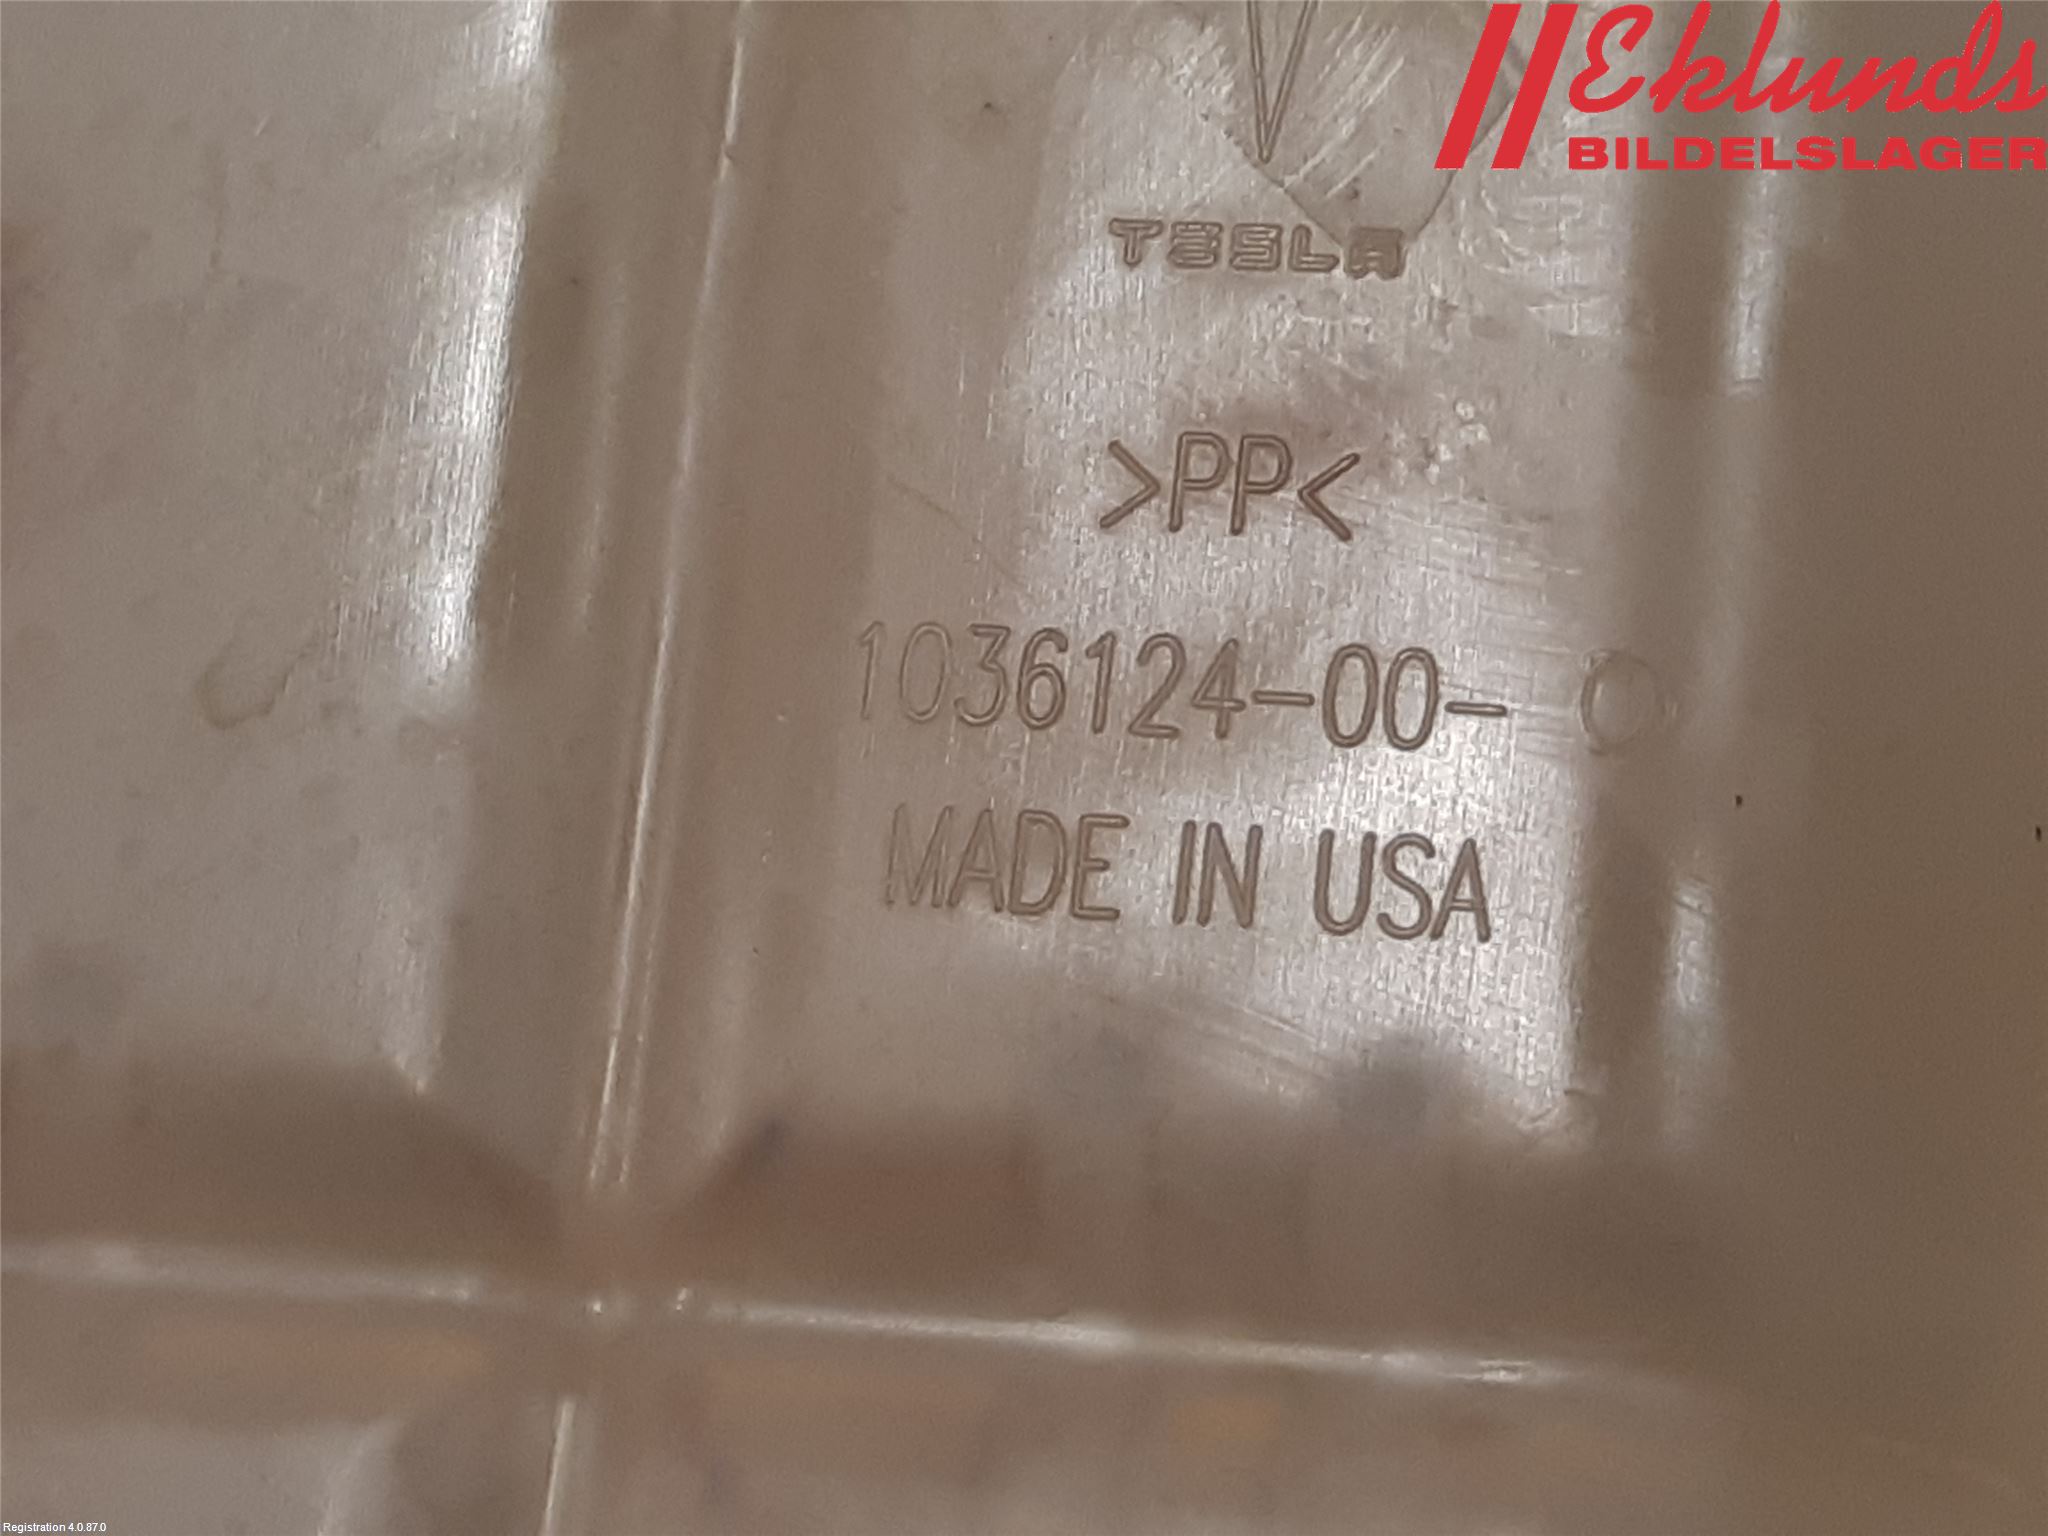 Eklunds
BILDELSLAGER
TESLA
>PP<
1036124-00-
MADE IN USA
Registration 4.0.87.0